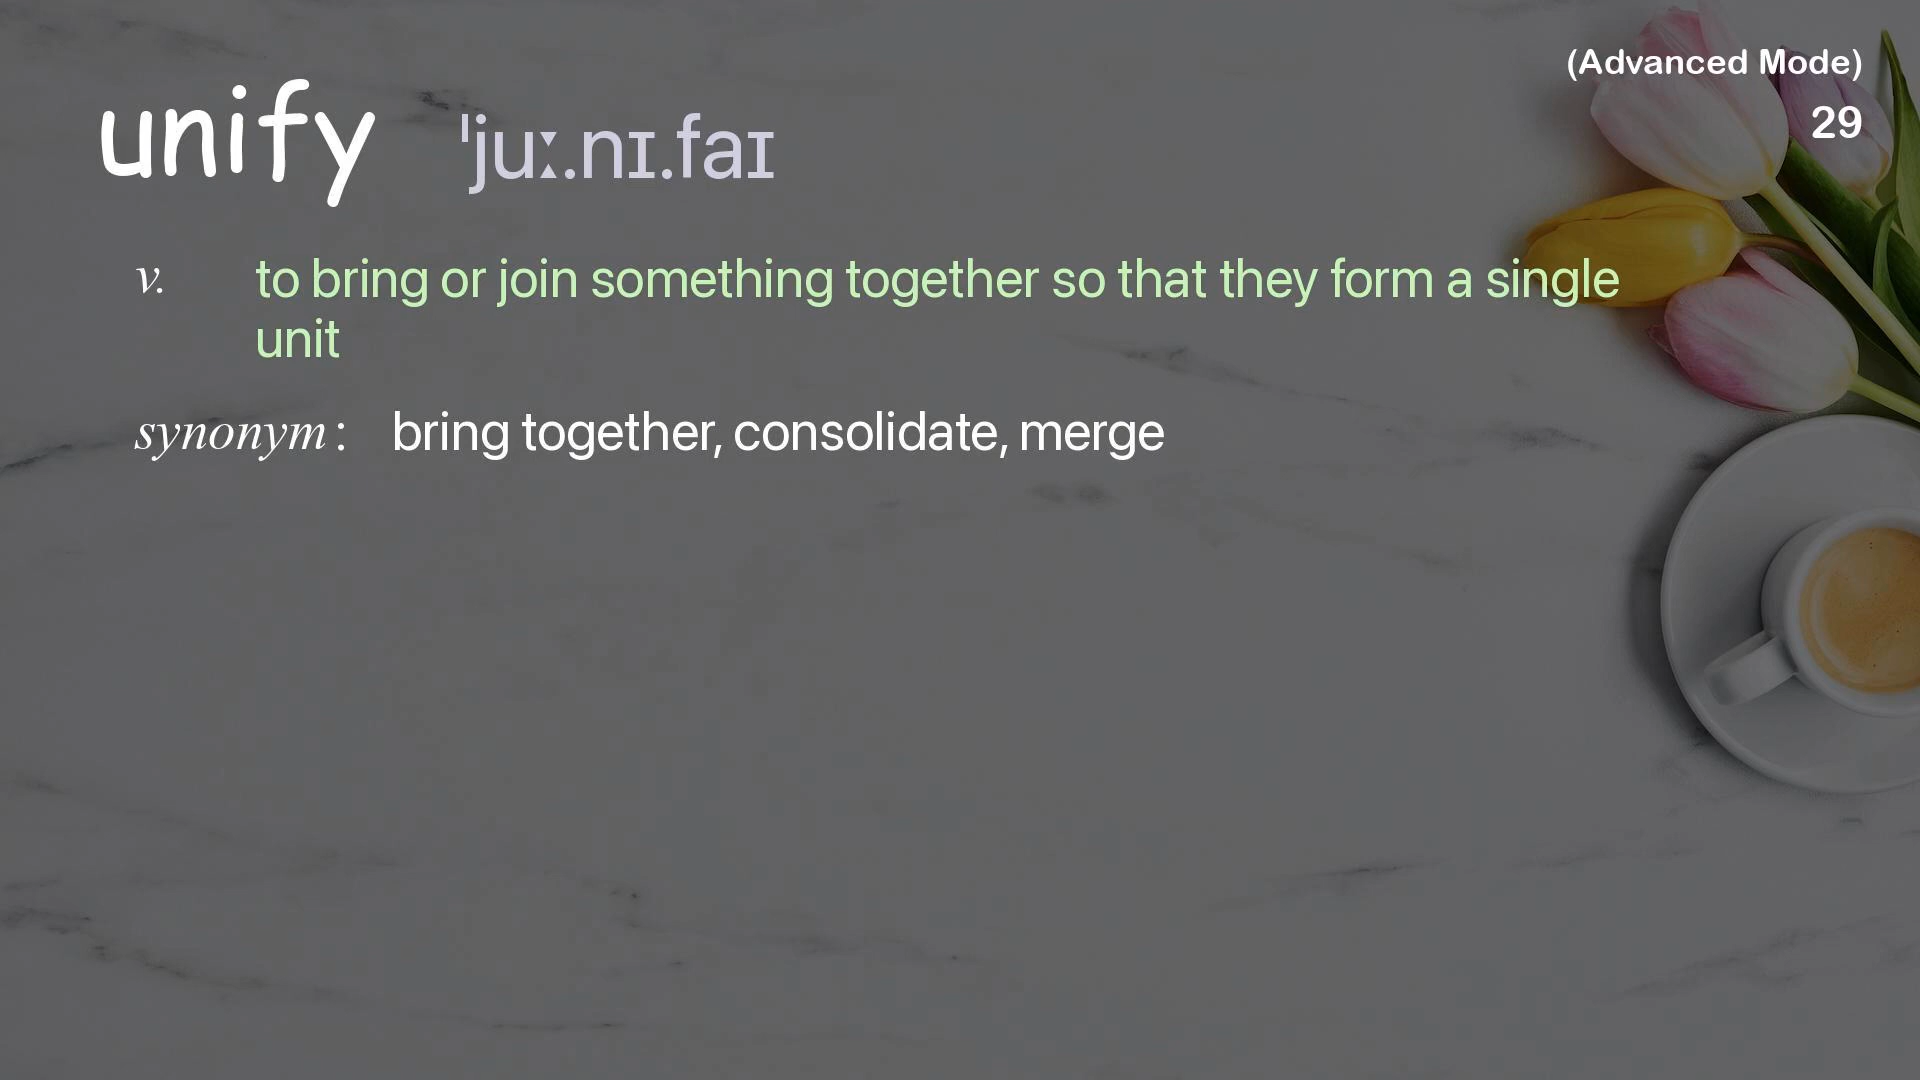 (Advanced Mode)
unify ˈjuː.nɪ.faɪ
29
v. to bring or join something together so that they form a single
unit
synonym : bring together, consolidate, merge